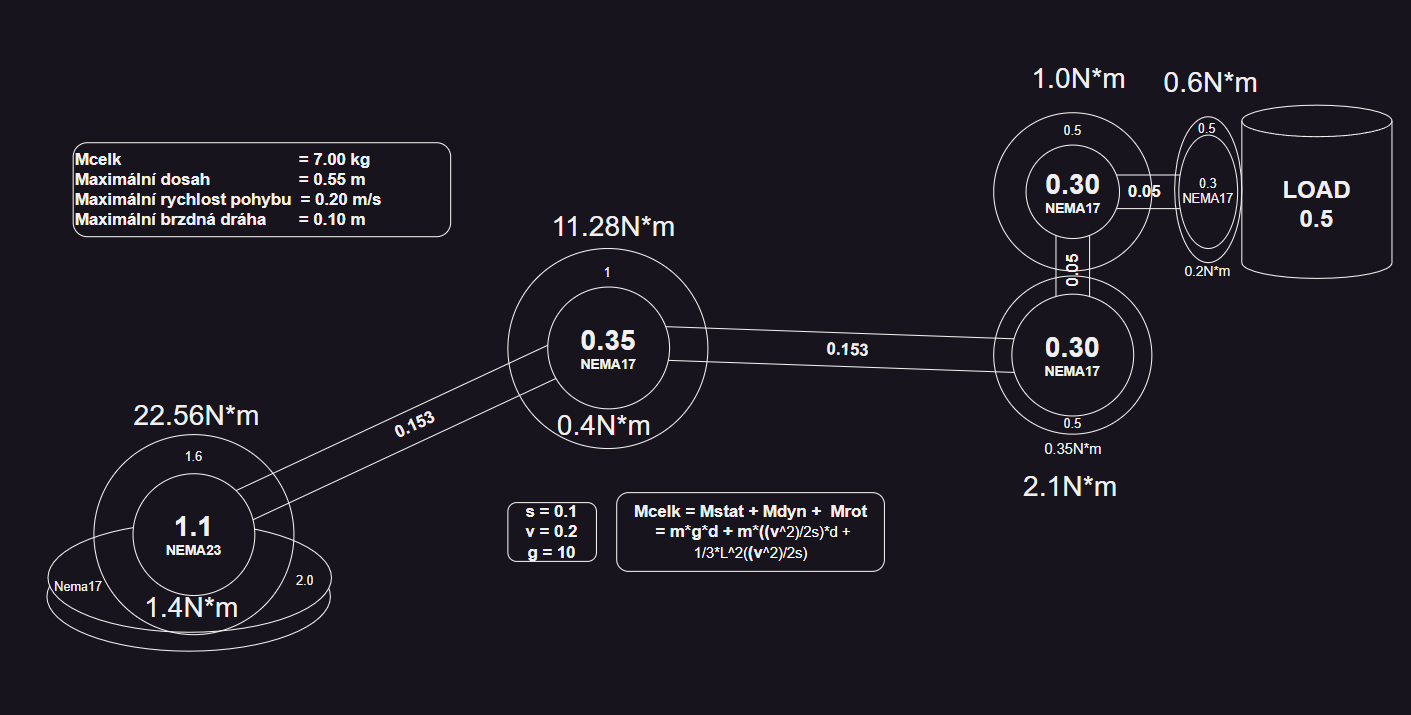 1.0N*m
0.6N*m
0.5
0.30
NEMA17
0.05
0.5
0.3
NEMA17
0.2N*m
LOAD
0.5
Mcelk = 7.00 kg
Maximální dosah = 0.55 m
Maximální rychlost pohybu = 0.20 m/s
Maximální brzdná dráha = 0.10 m
11.28N*m
1
0.35
NEMA17
0.4N*m
0.153
0.05
0.30
NEMA17
0.5
0.35N*m
2.1N*m
22.56N*m
1.6
0.153
1.1
NEMA23
Nema17
2.0
1.4N*m
s = 0.1
v = 0.2
g = 10
Mcelk = Mstat + Mdyn + Mrot
= m*g*d + m*((v^2)/2s)*d +
1/3*L^2((v^2)/2s)